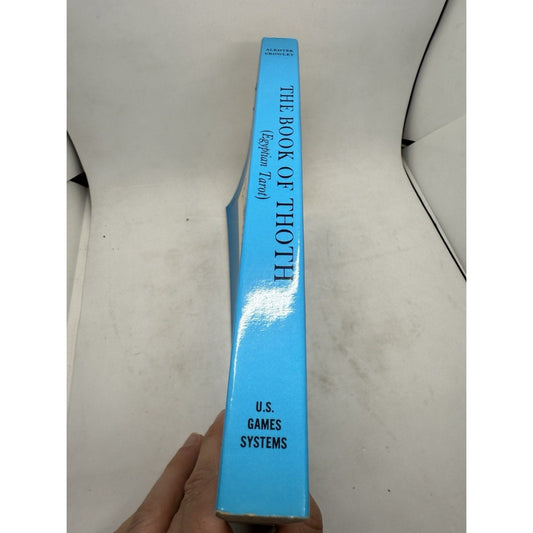 ALEISTER
CROWLEY
THE BOOK OF THOTH
(Egyptian Tarot)
U.S.
GAMES
SYSTEMS